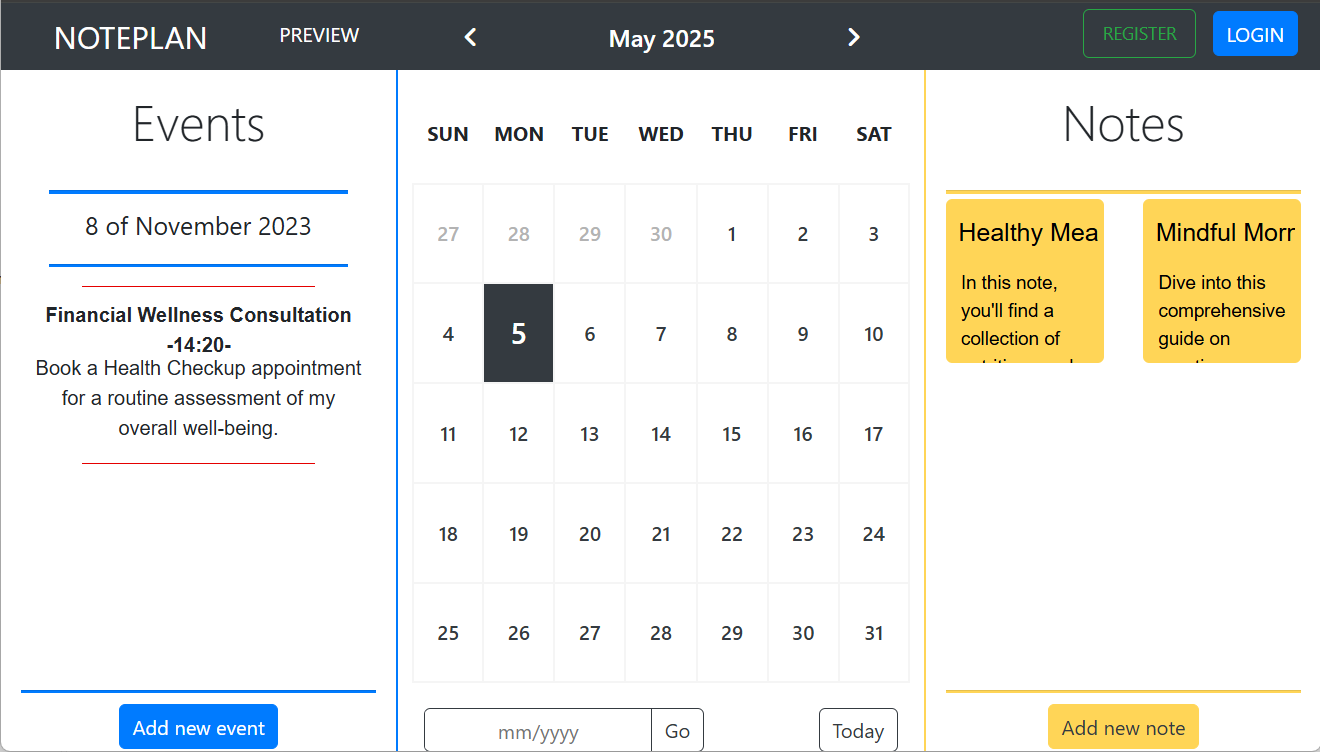 NOTEPLAN PREVIEW May 2025 REGISTER LOGIN
Events
8 of November 2023
Financial Wellness Consultation
-14:20-
Book a Health Checkup appointment
for a routine assessment of my
overall well-being.
Add new event
SUN MON TUE WED THU FRI SAT
27 28 29 30 1 2 3
4 5 6 7 8 9 10
11 12 13 14 15 16 17
18 19 20 21 22 23 24
25 26 27 28 29 30 31
mm/yyyy Go Today
Notes
Healthy Mea
In this note,
you'll find a
collection of
Mindful Morr
Dive into this
comprehensive
guide on
Add new note